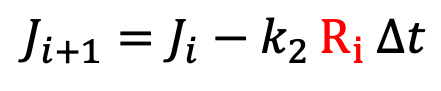 J_{i+1} = J_i − k_2 R_i Δt